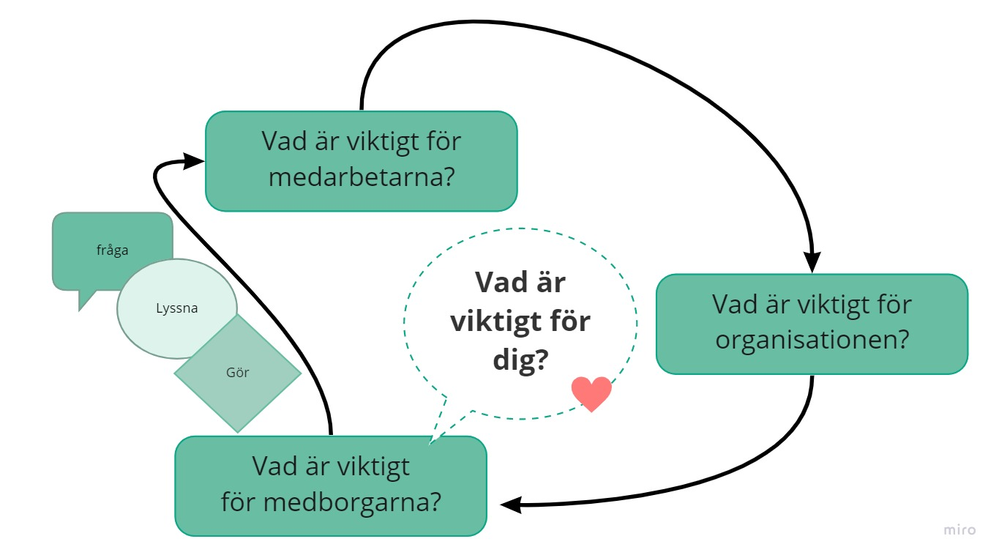 Vad är viktigt för
medarbetarna?
fråga
Lyssna
Gör
Vad är
viktigt för
dig?
Vad är viktigt för
organisationen?
Vad är viktigt
för medborgarna?
miro